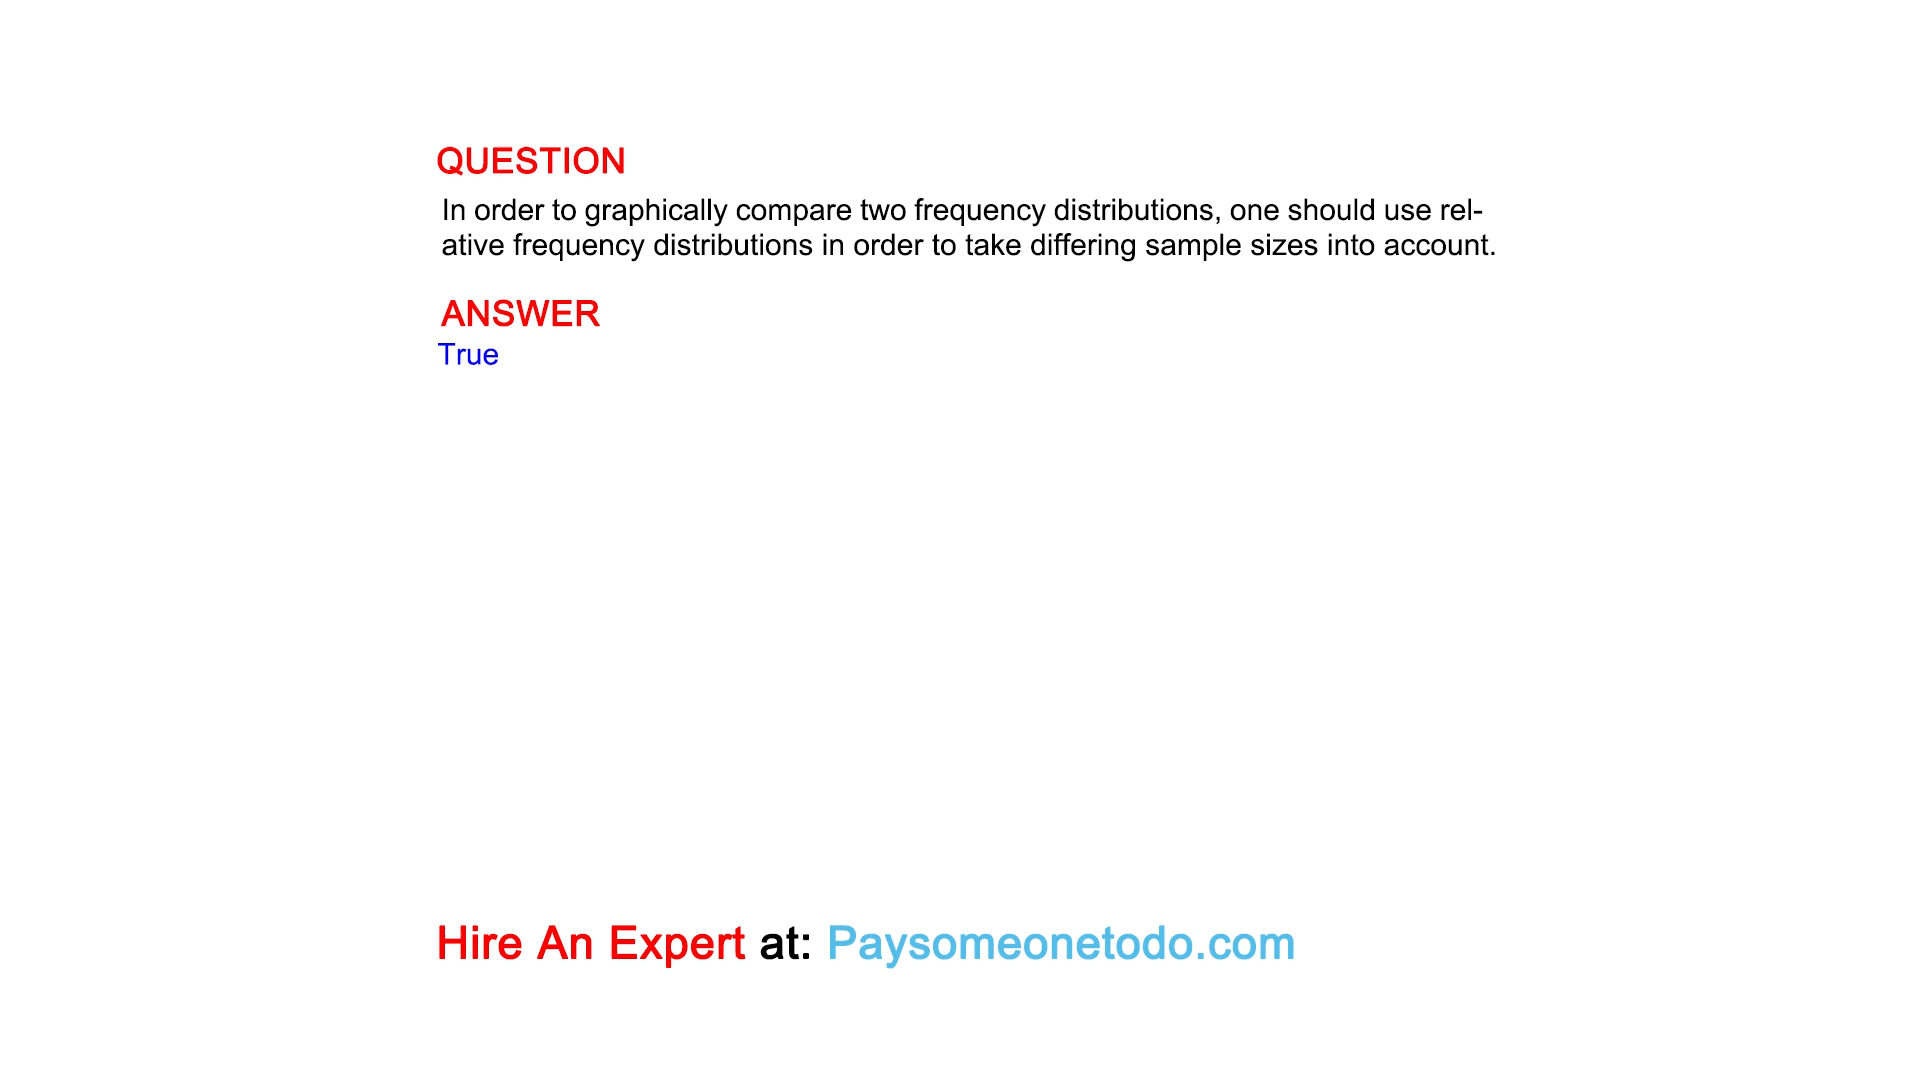 QUESTION
In order to graphically compare two frequency distributions, one should use rel-
ative frequency distributions in order to take differing sample sizes into account.
ANSWER
True
Hire An Expert at: Paysomeonetodo.com